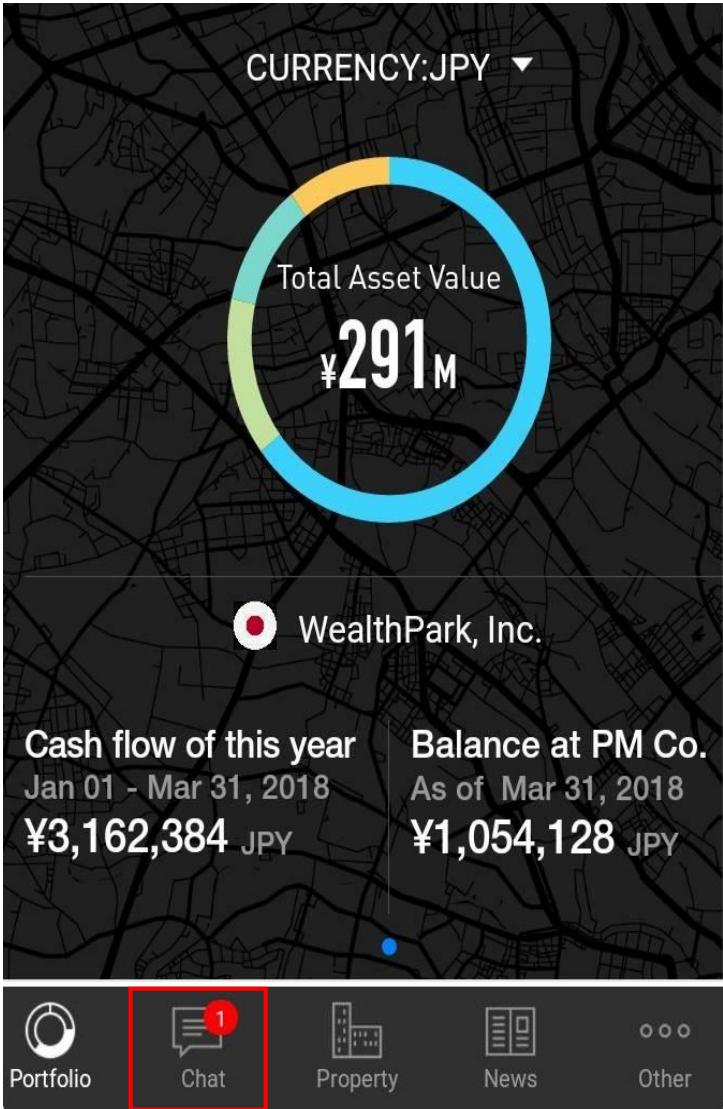 CURRENCY:JPY
Total Asset Value
¥291M
WealthPark, Inc.
Cash flow of this year
Jan 01 - Mar 31, 2018
¥3,162,384 JPY
Balance at PM Co.
As of Mar 31, 2018
¥1,054,128 JPY
1
Portfolio
Chat
Property
News
Other